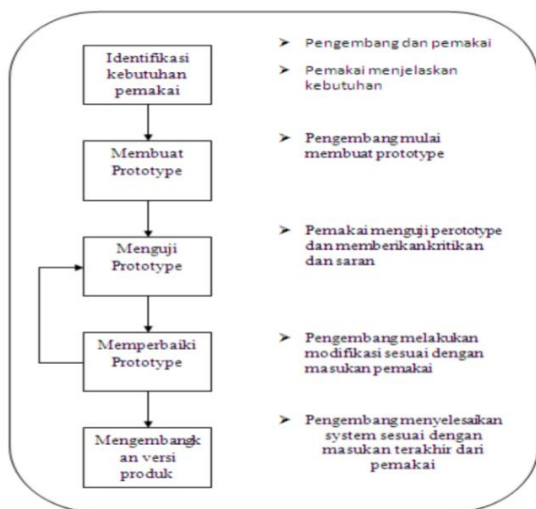 Identifikasi
kebutuhan
pemakai
➤ Pengembang dan pemakai
➤ Pemakai menjelaskan
kebutuhan
Membuat
Prototype
➤ Pengembang mulai
membuat prototype
Menguji
Prototype
➤ Pemakai menguji perototype
dan memberikankritikan
dan saran
Memperbaiki
Prototype
➤ Pengembang melakukan
modifikasi sesuai dengan
masukan pemakai
Mengembangk
an versi
produk
➤ Pengembang menyelesaikan
system sesuai dengan
masukan terakhir dari
pemakai